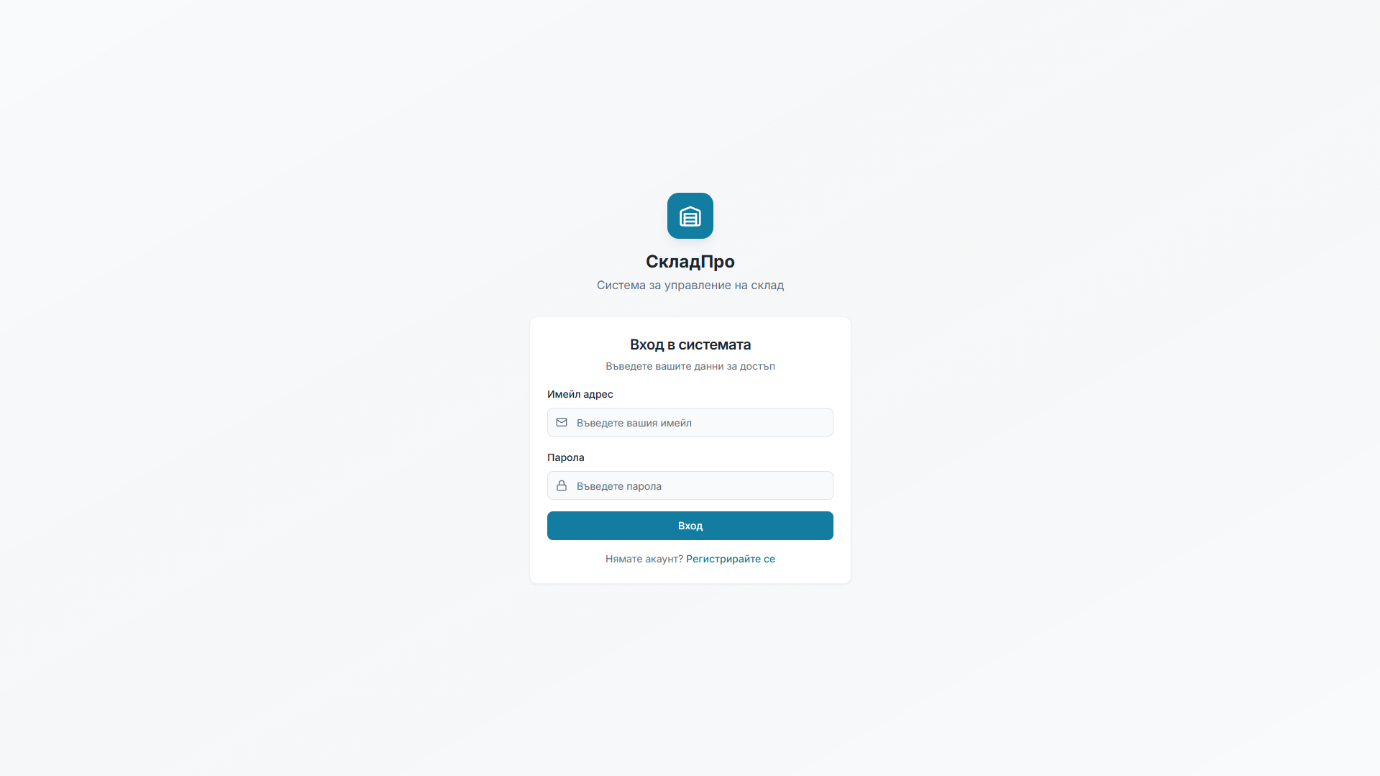 СкладПро
Система за управление на склад
Вход в системата
Въведете вашите данни за достъп
Имейл адрес
Въведете вашия имейл
Парола
Въведете парола
Вход
Нямате акаунт? Регистрирайте се